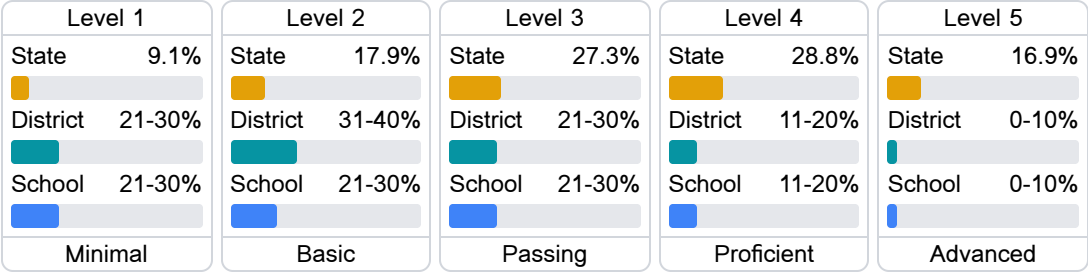 Level 1
State 9.1%
District 21-30%
School 21-30%
Minimal
Level 2
State 17.9%
District 31-40%
School 21-30%
Basic
Level 3
State 27.3%
District 21-30%
School 21-30%
Passing
Level 4
State 28.8%
District 11-20%
School 11-20%
Proficient
Level 5
State 16.9%
District 0-10%
School 0-10%
Advanced